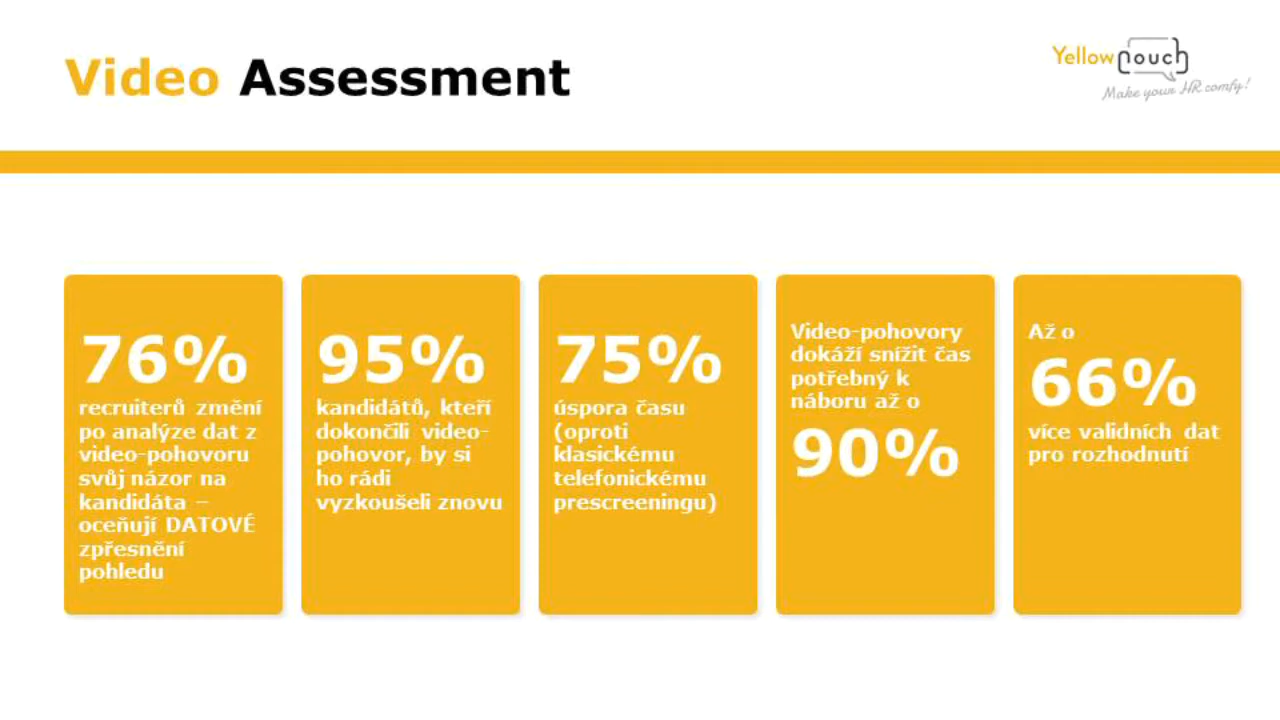 Video Assessment
Yellow
nouch
Make your HR comfy!
76%
recruiterů změní
po analýze dat z
video-pohovoru
svůj názor na
kandidáta –
oceňují DATOVÉ
zpřesnění
pohledu
95%
kandidátů, kteří
dokončili video-
pohovor, by si
ho rádi
vyzkoušeli znovu
75%
úspora času
(oproti
klasickému
telefonickému
prescreeningu)
Video-pohovory
dokáží snížit čas
potřebný k
náboru až o
90%
Až o
66%
více validních dat
pro rozhodnutí